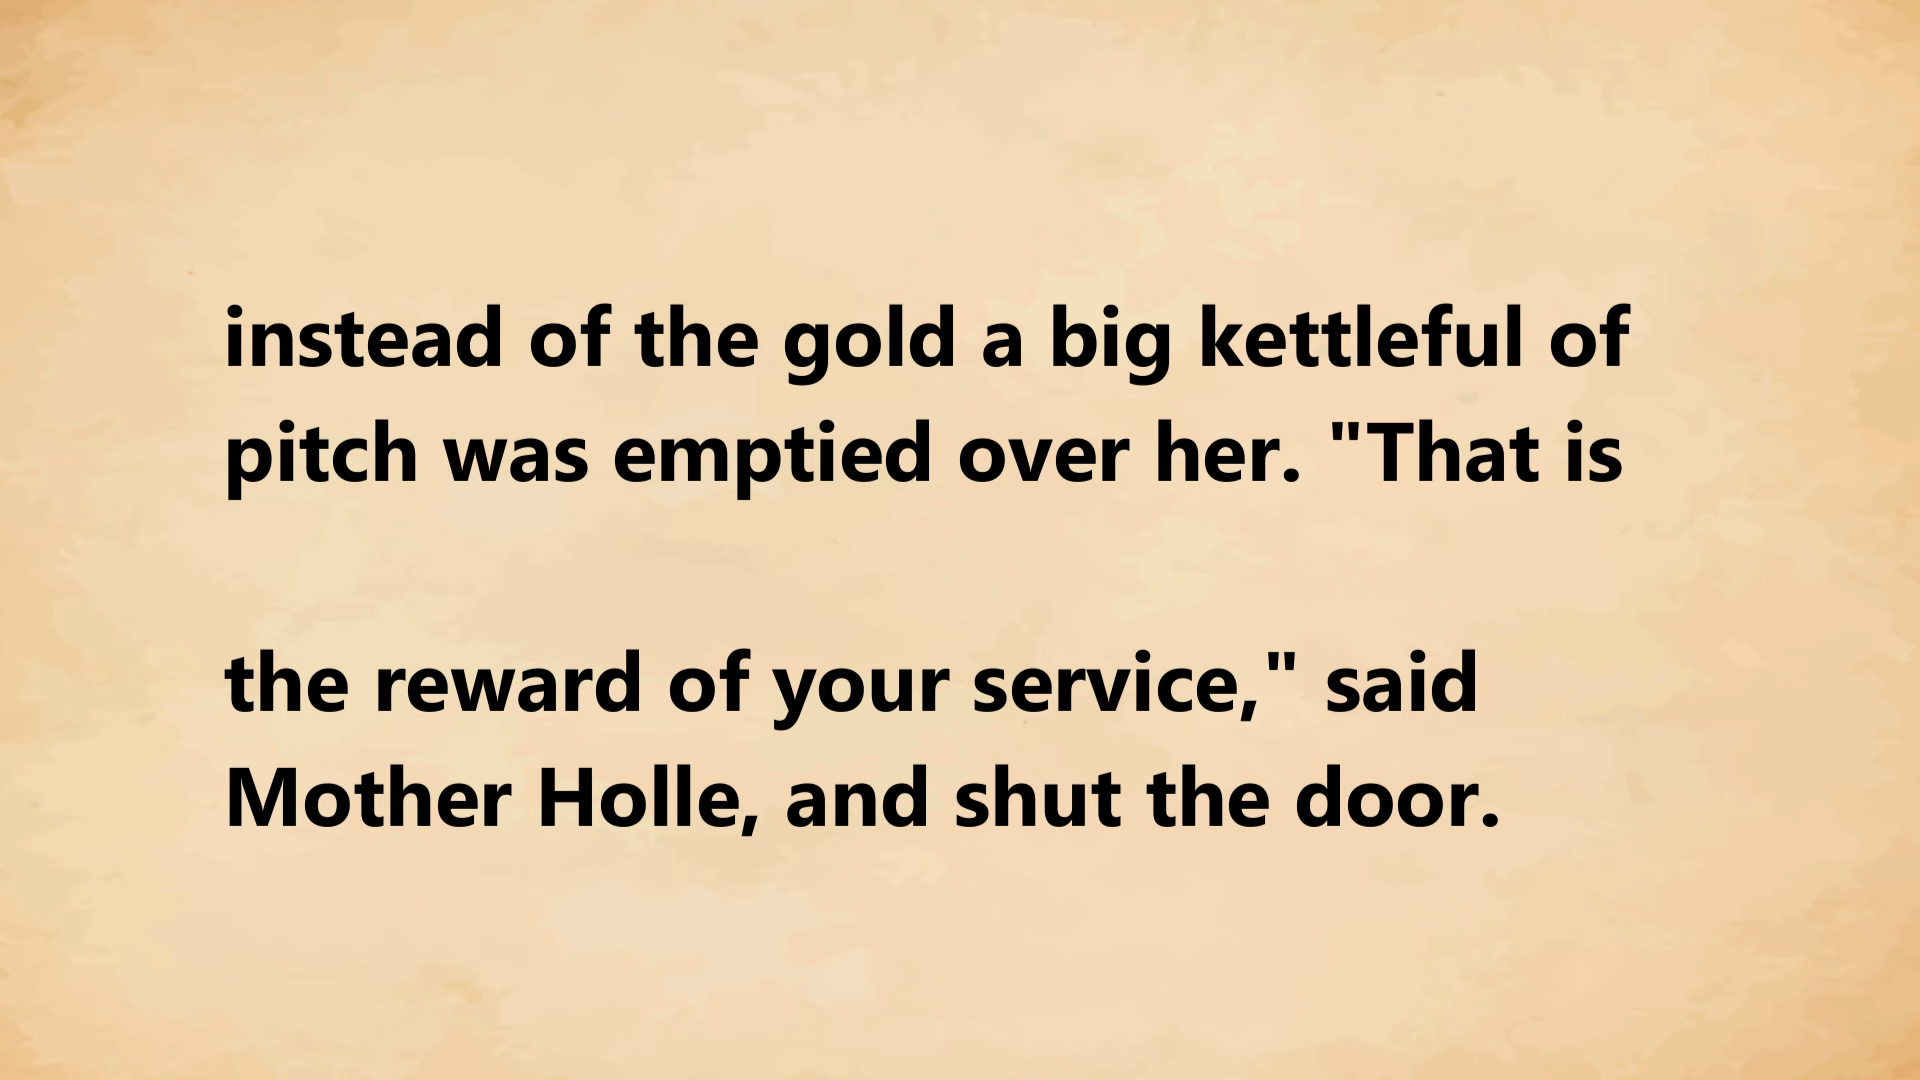 instead of the gold a big kettleful of
pitch was emptied over her. "That is
the reward of your service," said
Mother Holle, and shut the door.